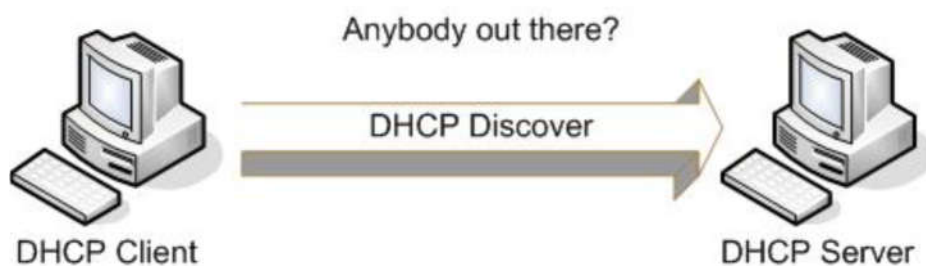 Anybody out there?
DHCP Discover
DHCP Client
DHCP Server